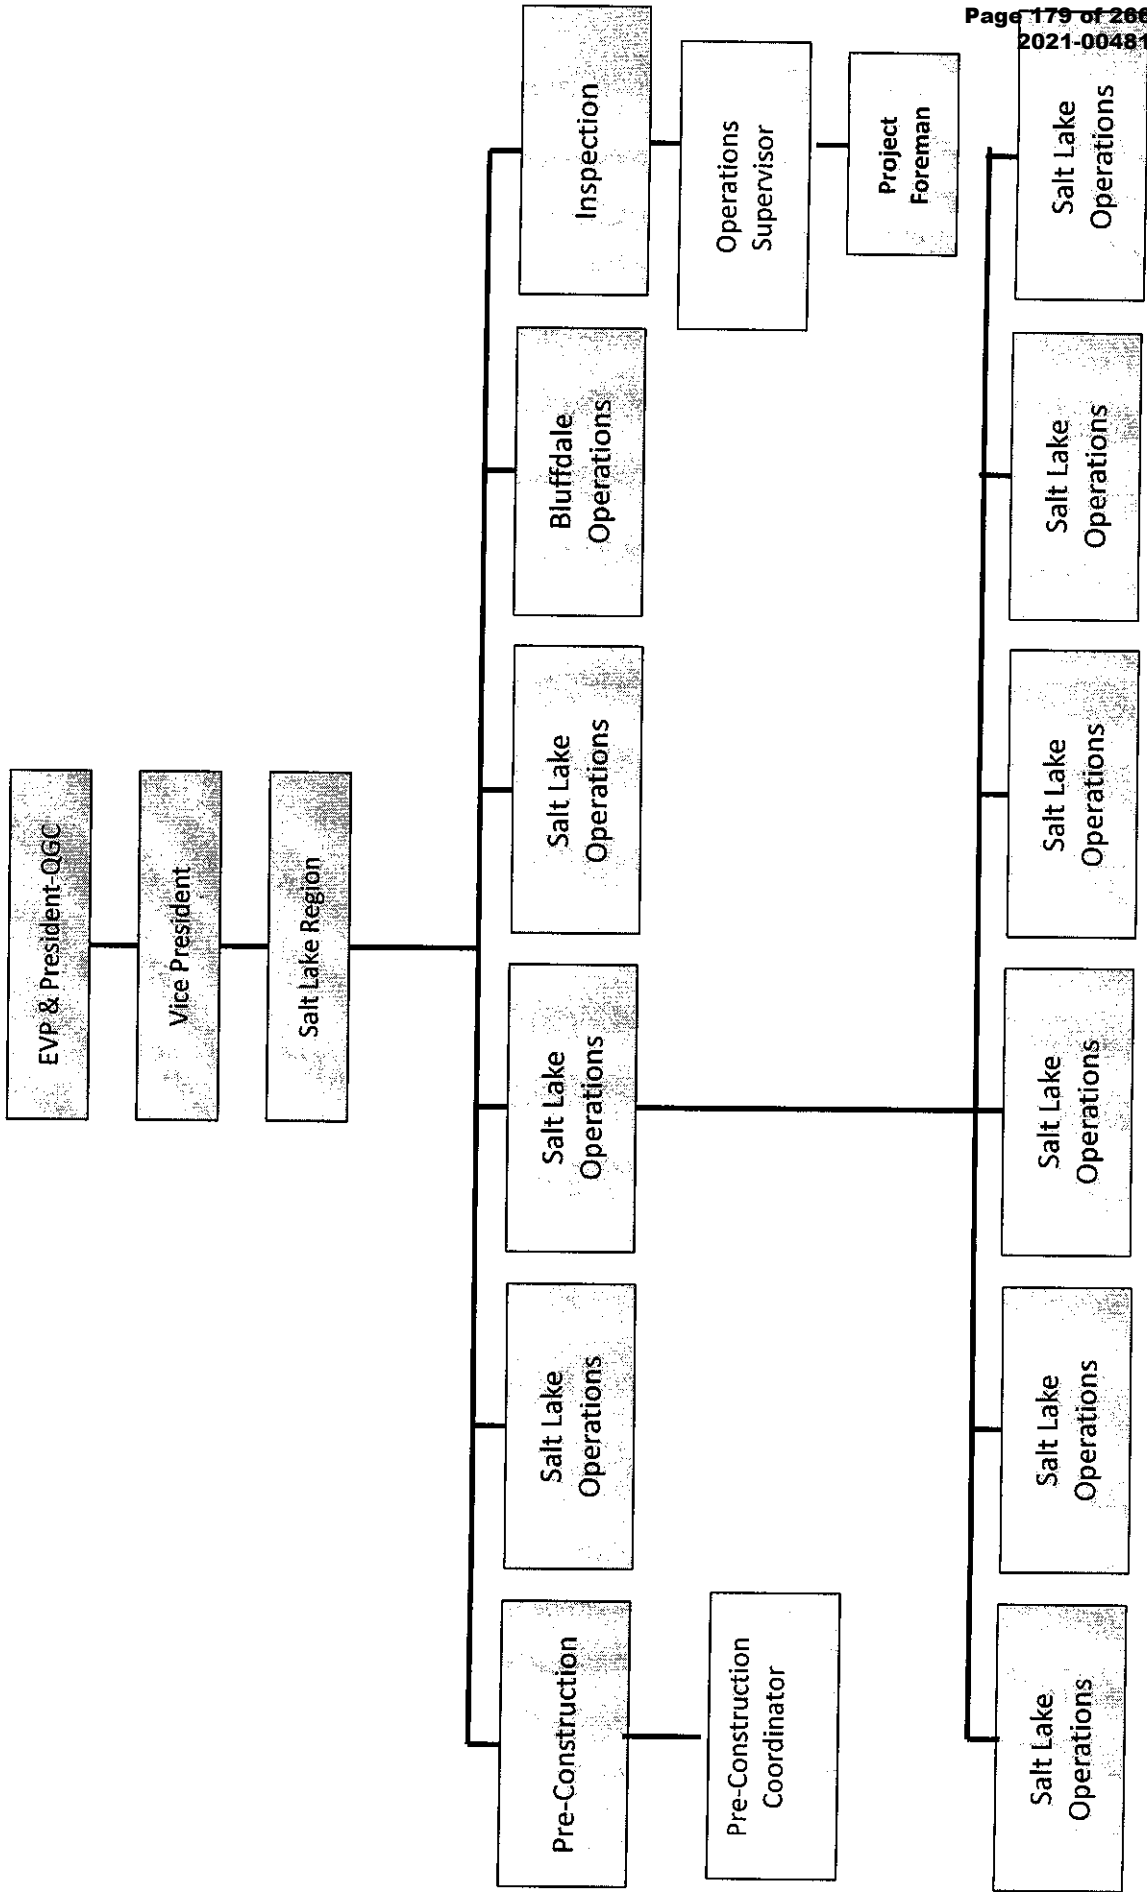 Page 179 of 266
2021-00481
EVP & President-QGC
Vice President
Salt Lake Region
Pre-Construction
Salt Lake
Operations
Salt Lake
Operations
Salt Lake
Operations
Bluffdale
Operations
Inspection
Pre-Construction
Coordinator
Operations
Supervisor
Project
Foreman
Salt Lake
Operations
Salt Lake
Operations
Salt Lake
Operations
Salt Lake
Operations
Salt Lake
Operations
Salt Lake
Operations